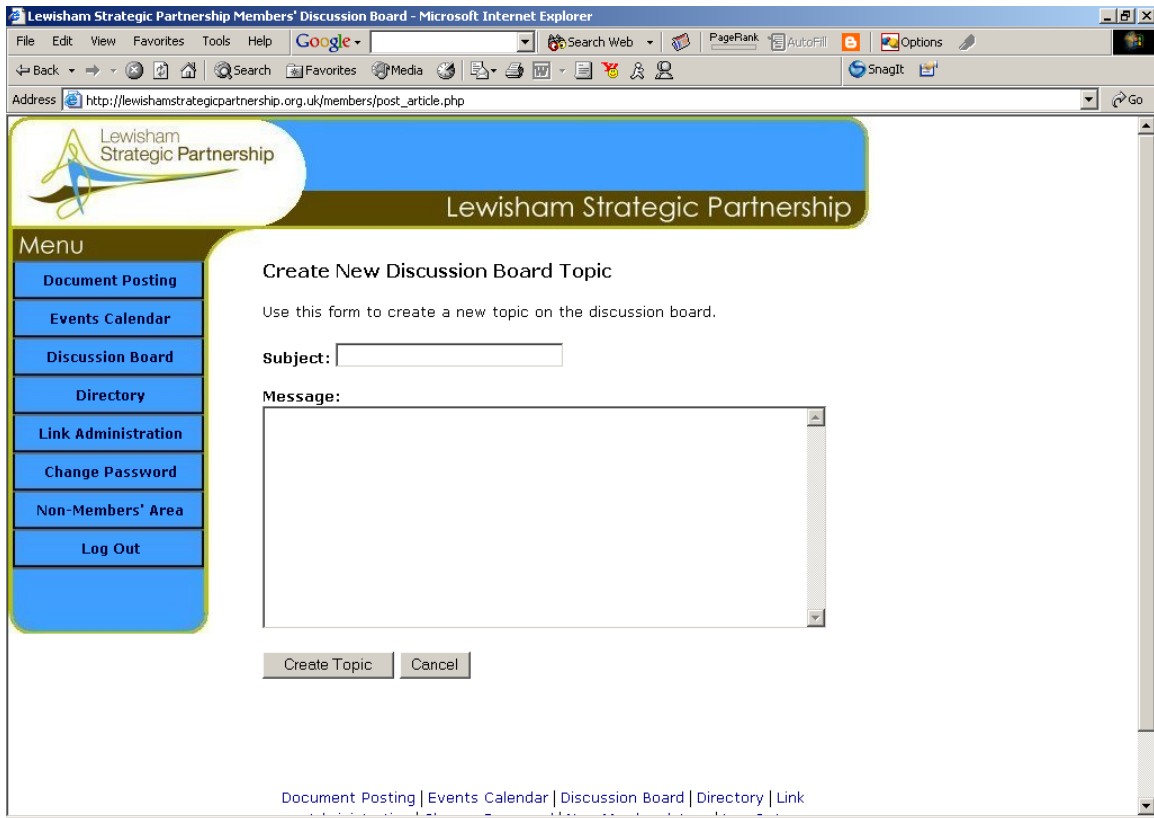 Lewisham Strategic Partnership Members' Discussion Board - Microsoft Internet Explorer
File Edit View Favorites Tools Help Google Search Web PageRank AutoFill Options
Back Search Favorites Media SnagIt
Address http://lewishamstrategicpartnership.org.uk/members/post_article.php Go
Lewisham
Strategic Partnership
Lewisham Strategic Partnership
Menu
Document Posting
Events Calendar
Discussion Board
Directory
Link Administration
Change Password
Non-Members' Area
Log Out
Create New Discussion Board Topic
Use this form to create a new topic on the discussion board.
Subject:
Message:
Create Topic Cancel
Document Posting | Events Calendar | Discussion Board | Directory | Link